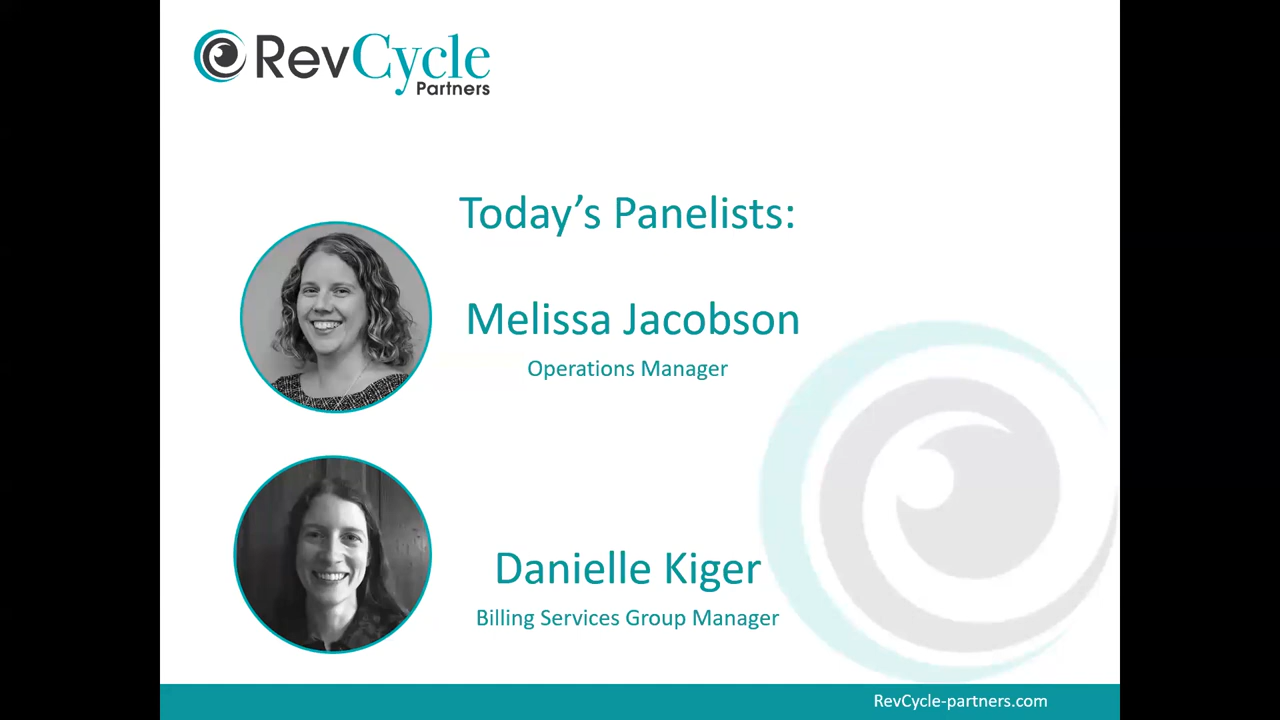 RevCycle
Partners
Today's Panelists:
Melissa Jacobson
Operations Manager
Danielle Kiger
Billing Services Group Manager
RevCycle-partners.com